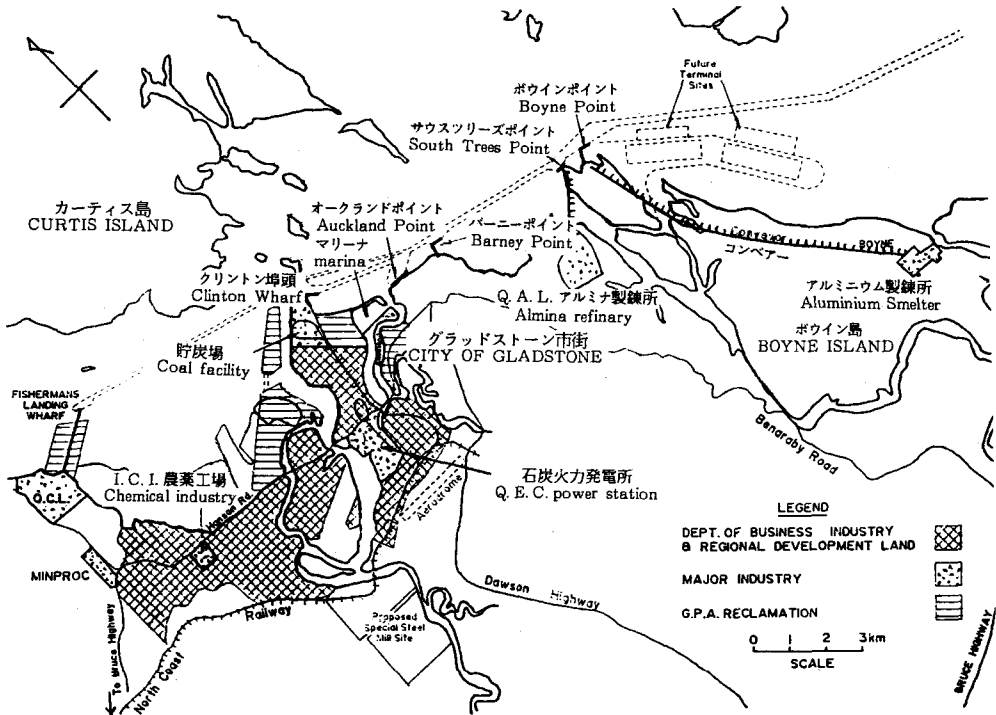 Future
Terminal
Sites
ボウインポイント
Boyne Point
サウスツリーズポイント
South Trees Point
カーティス島
CURTIS ISLAND
オークランドポイント
Auckland Point
マリーナ
marina
バーニーポイント
Barney Point
クリントン埠頭
Clinton Wharf
Conveyor
コンベアー
BOYNE
アルミニウム製錬所
Aluminium Smelter
Q.A.L. アルミナ製錬所
Almina refinary
ボウイン島
BOYNE ISLAND
グラッドストーン市街
CITY OF GLADSTONE
貯炭場
Coal facility
FISHERMANS
LANDING
WHARF
Benaraby Road
I.C.I. 農薬工場
Chemical industry
石炭火力発電所
Q.E.C. power station
Q.C.L.
Hanson Rd.
Aerodrome
MINPROC
LEGEND
DEPT. OF BUSINESS INDUSTRY
& REGIONAL DEVELOPMENT LAND
MAJOR INDUSTRY
G.P.A. RECLAMATION
0 1 2 3km
SCALE
Dawson Highway
Proposed
Special Steel
Mill Site
North Coast Railway
To Bruce Highway
BRUCE HIGHWAY